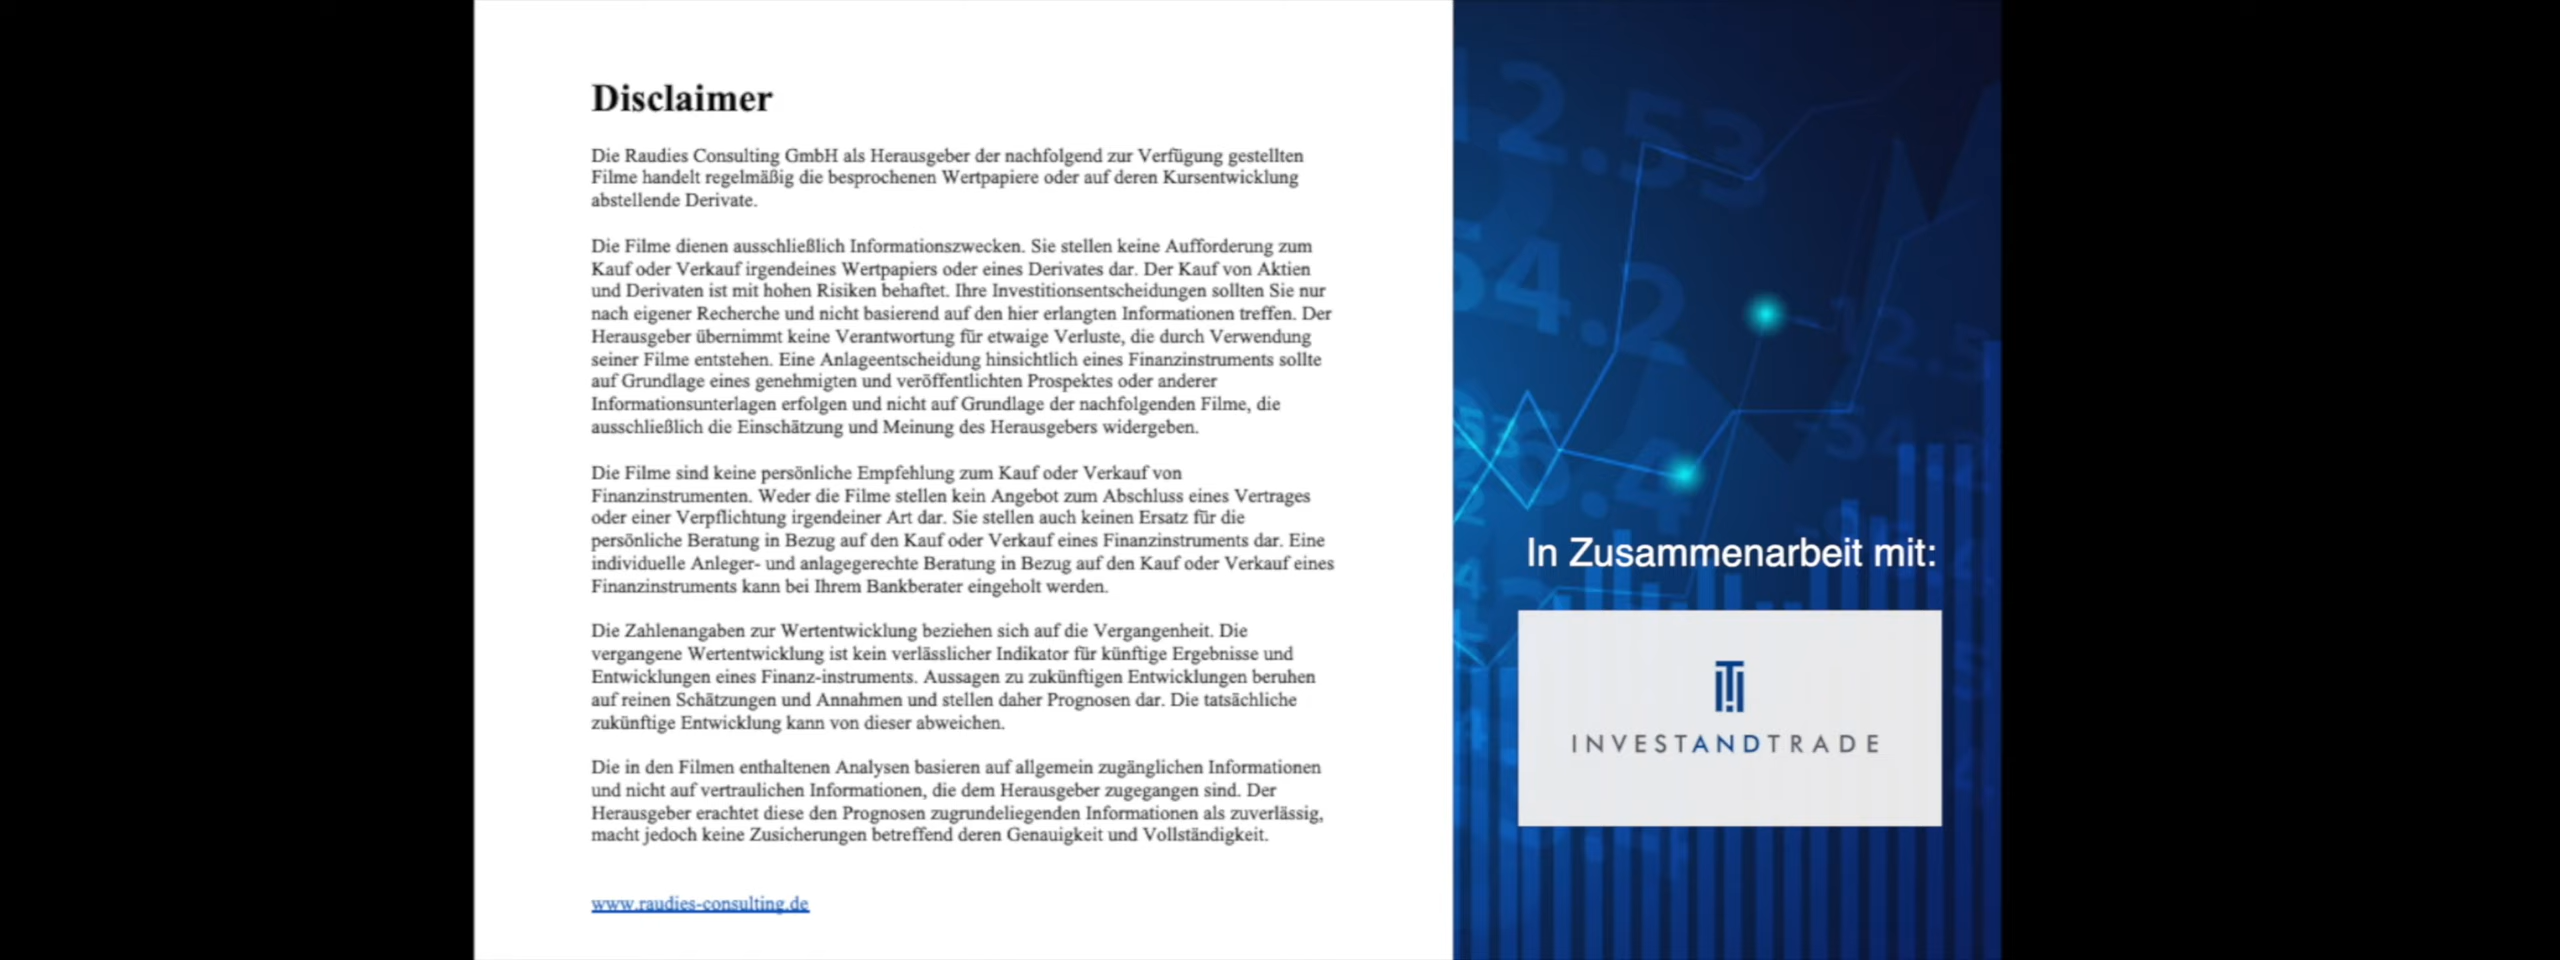 Disclaimer
Die Raudies Consulting GmbH als Herausgeber der nachfolgend zur Verfügung gestellten
Filme handelt regelmäßig die besprochenen Wertpapiere oder auf deren Kursentwicklung
abstellende Derivate.
Die Filme dienen ausschließlich Informationszwecken. Sie stellen keine Aufforderung zum
Kauf oder Verkauf irgendeines Wertpapiers oder eines Derivates dar. Der Kauf von Aktien
und Derivaten ist mit hohen Risiken behaftet. Ihre Investitionsentscheidungen sollten Sie nur
nach eigener Recherche und nicht basierend auf den hier erlangten Informationen treffen. Der
Herausgeber übernimmt keine Verantwortung für etwaige Verluste, die durch Verwendung
seiner Filme entstehen. Eine Anlageentscheidung hinsichtlich eines Finanzinstruments sollte
auf Grundlage eines genehmigten und veröffentlichten Prospektes oder anderer
Informationsunterlagen erfolgen und nicht auf Grundlage der nachfolgenden Filme, die
ausschließlich die Einschätzung und Meinung des Herausgebers widergeben.
Die Filme sind keine persönliche Empfehlung zum Kauf oder Verkauf von
Finanzinstrumenten. Weder die Filme stellen kein Angebot zum Abschluss eines Vertrages
oder einer Verpflichtung irgendeiner Art dar. Sie stellen auch keinen Ersatz für die
persönliche Beratung in Bezug auf den Kauf oder Verkauf eines Finanzinstruments dar. Eine
individuelle Anleger- und anlagegerechte Beratung in Bezug auf den Kauf oder Verkauf eines
Finanzinstruments kann bei Ihrem Bankberater eingeholt werden.
Die Zahlenangaben zur Wertentwicklung beziehen sich auf die Vergangenheit. Die
vergangene Wertentwicklung ist kein verlässlicher Indikator für künftige Ergebnisse und
Entwicklungen eines Finanz-instruments. Aussagen zu zukünftigen Entwicklungen beruhen
auf reinen Schätzungen und Annahmen und stellen daher Prognosen dar. Die tatsächliche
zukünftige Entwicklung kann von dieser abweichen.
Die in den Filmen enthaltenen Analysen basieren auf allgemein zugänglichen Informationen
und nicht auf vertraulichen Informationen, die dem Herausgeber zugegangen sind. Der
Herausgeber erachtet diese den Prognosen zugrundeliegenden Informationen als zuverlässig,
macht jedoch keine Zusicherungen betreffend deren Genauigkeit und Vollständigkeit.
www.raudies-consulting.de
In Zusammenarbeit mit:
INVESTANDTRADE